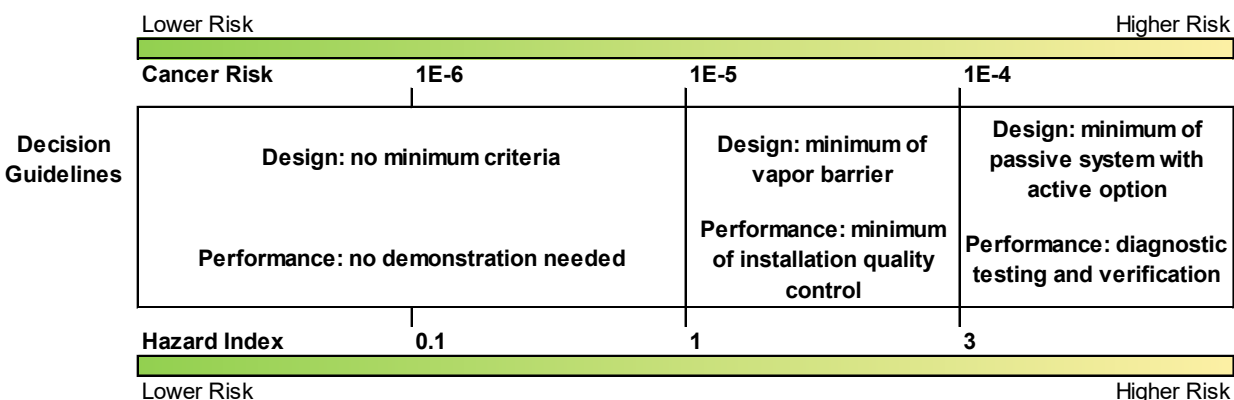 Lower Risk
Higher Risk
Cancer Risk
1E-6
1E-5
1E-4
Decision
Guidelines
Design: no minimum criteria
Performance: no demonstration needed
Design: minimum of
vapor barrier
Performance: minimum
of installation quality
control
Design: minimum of
passive system with
active option
Performance: diagnostic
testing and verification
Hazard Index
0.1
1
3
Lower Risk
Higher Risk